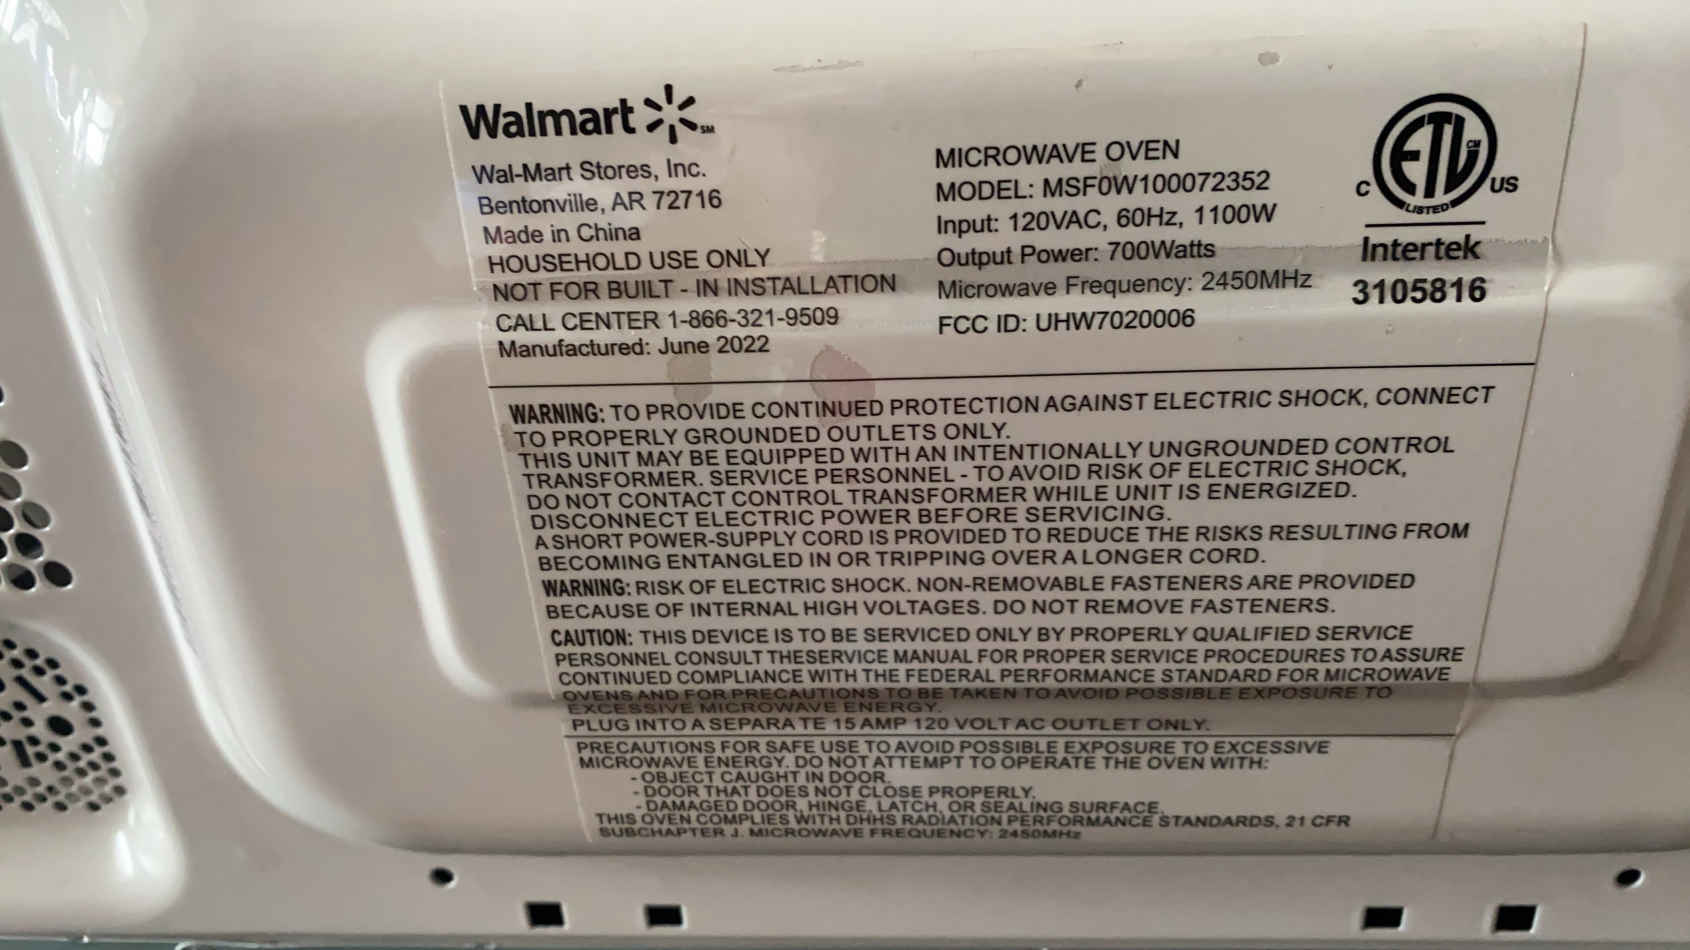 Walmart SM
Wal-Mart Stores, Inc.
Bentonville, AR 72716
Made in China
HOUSEHOLD USE ONLY
NOT FOR BUILT - IN INSTALLATION
CALL CENTER 1-866-321-9509
Manufactured: June 2022
MICROWAVE OVEN
MODEL: MSF0W100072352
Input: 120VAC, 60Hz, 1100W
Output Power: 700Watts
Microwave Frequency: 2450MHz
FCC ID: UHW7020006
ETL CM
C US
LISTED
Intertek
3105816
WARNING: TO PROVIDE CONTINUED PROTECTION AGAINST ELECTRIC SHOCK, CONNECT
TO PROPERLY GROUNDED OUTLETS ONLY.
THIS UNIT MAY BE EQUIPPED WITH AN INTENTIONALLY UNGROUNDED CONTROL
TRANSFORMER. SERVICE PERSONNEL - TO AVOID RISK OF ELECTRIC SHOCK,
DO NOT CONTACT CONTROL TRANSFORMER WHILE UNIT IS ENERGIZED.
DISCONNECT ELECTRIC POWER BEFORE SERVICING.
A SHORT POWER-SUPPLY CORD IS PROVIDED TO REDUCE THE RISKS RESULTING FROM
BECOMING ENTANGLED IN OR TRIPPING OVER A LONGER CORD.
WARNING: RISK OF ELECTRIC SHOCK. NON-REMOVABLE FASTENERS ARE PROVIDED
BECAUSE OF INTERNAL HIGH VOLTAGES. DO NOT REMOVE FASTENERS.
CAUTION: THIS DEVICE IS TO BE SERVICED ONLY BY PROPERLY QUALIFIED SERVICE
PERSONNEL CONSULT THESERVICE MANUAL FOR PROPER SERVICE PROCEDURES TO ASSURE
CONTINUED COMPLIANCE WITH THE FEDERAL PERFORMANCE STANDARD FOR MICROWAVE
OVENS AND FOR PRECAUTIONS TO BE TAKEN TO AVOID POSSIBLE EXPOSURE TO
EXCESSIVE MICROWAVE ENERGY.
PLUG INTO A SEPARATE 15 AMP 120 VOLT AC OUTLET ONLY.
PRECAUTIONS FOR SAFE USE TO AVOID POSSIBLE EXPOSURE TO EXCESSIVE
MICROWAVE ENERGY. DO NOT ATTEMPT TO OPERATE THE OVEN WITH:
- OBJECT CAUGHT IN DOOR.
- DOOR THAT DOES NOT CLOSE PROPERLY.
- DAMAGED DOOR, HINGE, LATCH, OR SEALING SURFACE.
THIS OVEN COMPLIES WITH DHHS RADIATION PERFORMANCE STANDARDS, 21 CFR
SUBCHAPTER J. MICROWAVE FREQUENCY: 2450MHz